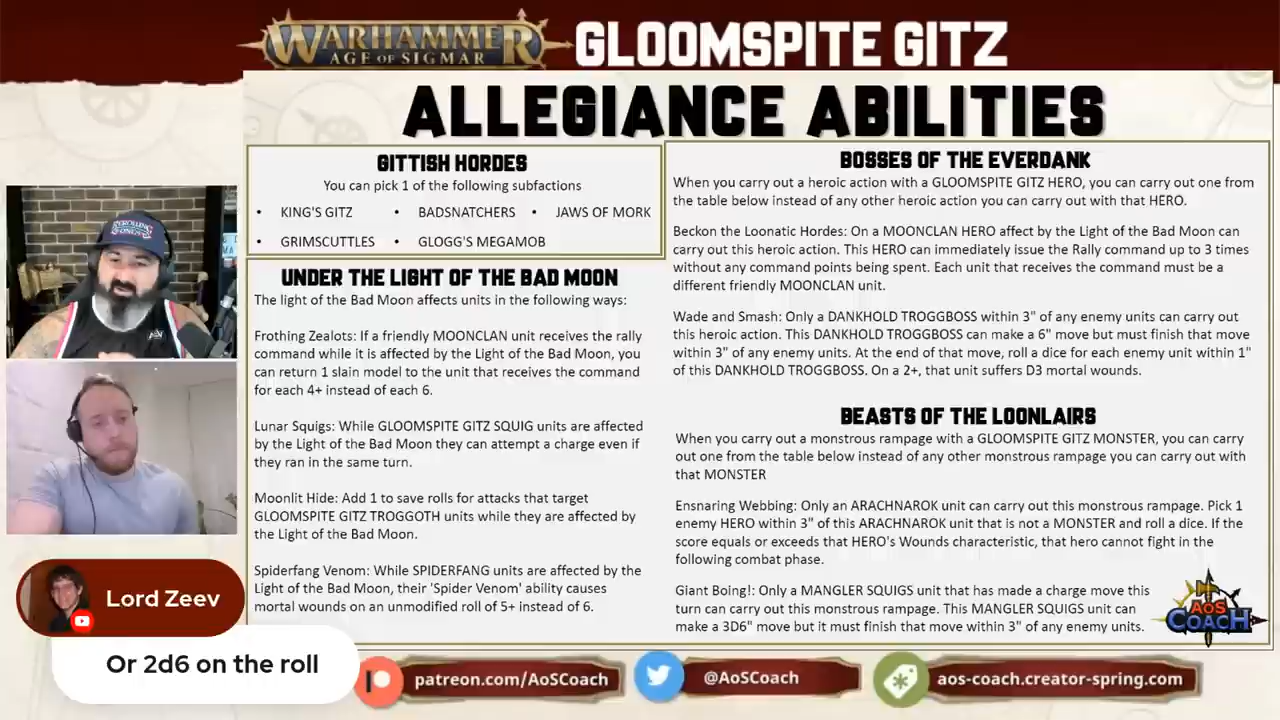 WARHAMMER
AGE OF SIGMAR
GLOOMSPITE GITZ
ALLEGIANCE ABILITIES
GITTISH HORDES
You can pick 1 of the following subfactions
• KING'S GITZ • BADSNATCHERS • JAWS OF MORK
• GRIMSCUTTLES • GLOGG'S MEGAMOB
UNDER THE LIGHT OF THE BAD MOON
The light of the Bad Moon affects units in the following ways:
Frothing Zealots: If a friendly MOONCLAN unit receives the rally
command while it is affected by the Light of the Bad Moon, you
can return 1 slain model to the unit that receives the command
for each 4+ instead of each 6.
Lunar Squigs: While GLOOMSPITE GITZ SQUIG units are affected
by the Light of the Bad Moon they can attempt a charge even if
they ran in the same turn.
Moonlit Hide: Add 1 to save rolls for attacks that target
GLOOMSPITE GITZ TROGGOTH units while they are affected by
the Light of the Bad Moon.
Spiderfang Venom: While SPIDERFANG units are affected by the
Light of the Bad Moon, their 'Spider Venom' ability causes
mortal wounds on an unmodified roll of 5+ instead of 6.
BOSSES OF THE EVERDANK
When you carry out a heroic action with a GLOOMSPITE GITZ HERO, you can carry out one from
the table below instead of any other heroic action you can carry out with that HERO.
Beckon the Loonatic Hordes: On a MOONCLAN HERO affect by the Light of the Bad Moon can
carry out this heroic action. This HERO can immediately issue the Rally command up to 3 times
without any command points being spent. Each unit that receives the command must be a
different friendly MOONCLAN unit.
Wade and Smash: Only a DANKHOLD TROGGBOSS within 3" of any enemy units can carry out
this heroic action. This DANKHOLD TROGGBOSS can make a 6" move but must finish that move
within 3" of any enemy units. At the end of that move, roll a dice for each enemy unit within 1"
of this DANKHOLD TROGGBOSS. On a 2+, that unit suffers D3 mortal wounds.
BEASTS OF THE LOONLAIRS
When you carry out a monstrous rampage with a GLOOMSPITE GITZ MONSTER, you can carry
out one from the table below instead of any other monstrous rampage you can carry out with
that MONSTER
Ensnaring Webbing: Only an ARACHNAROK unit can carry out this monstrous rampage. Pick 1
enemy HERO within 3" of this ARACHNAROK unit that is not a MONSTER and roll a dice. If the
score equals or exceeds that HERO's Wounds characteristic, that hero cannot fight in the
following combat phase.
Giant Boing!: Only a MANGLER SQUIGS unit that has made a charge move this
turn can carry out this monstrous rampage. This MANGLER SQUIGS unit can
make a 3D6" move but it must finish that move within 3" of any enemy units.
AOS
COACH
Lord Zeev
Or 2d6 on the roll
patreon.com/AoSCoach
@AoSCoach
aos-coach.creator-spring.com